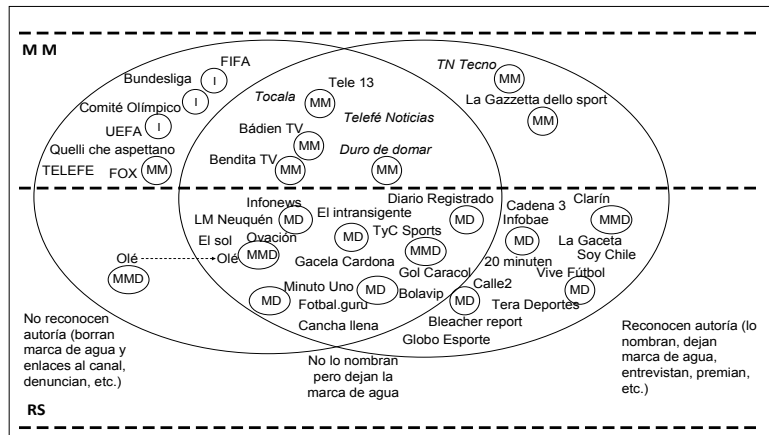 M M
FIFA
Bundesliga
I
Comité Olímpico
I
UEFA
I
Quelli che aspettano
TELEFE
FOX
MM
Tele 13
Tocala
MM
Telefé Noticias
Bádien TV
MM
Duro de domar
Bendita TV
MM
MM
TN Tecno
MM
La Gazzetta dello sport
MM
Infonews
LM Neuquén
MD
El intransigente
Diario Registrado
MD
El sol
Ovación
MD
TyC Sports
Olé
Olé
MMD
MMD
MMD
Gacela Cardona
Gol Caracol
Minuto Uno
MD
MD
Bolavip
Fotbal.guru
Cancha llena
Cadena 3
Infobae
Clarín
MMD
MD
La Gaceta
20 minuten
Soy Chile
Vive Fútbol
Calle2
MD
MD
Tera Deportes
Bleacher report
Globo Esporte
No reconocen
autoría (borran
marca de agua y
enlaces al canal,
denuncian, etc.)
No lo nombran
pero dejan la
marca de agua
Reconocen autoría (lo
nombran, dejan
marca de agua,
entrevistan, premian,
etc.)
RS